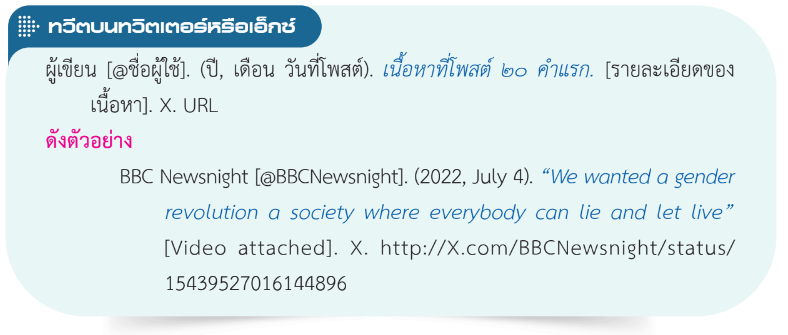 ทวีตบนทวิตเตอร์หรือเอ็กซ์
ผู้เขียน [@ชื่อผู้ใช้]. (ปี, เดือน วันที่โพสต์). เนื้อหาที่โพสต์ ๒๐ คำแรก. [รายละเอียดของ
เนื้อหา]. X. URL
ดังตัวอย่าง
BBC Newsnight [@BBCNewsnight]. (2022, July 4). “We wanted a gender
revolution a society where everybody can lie and let live”
[Video attached]. X. http://X.com/BBCNewsnight/status/
15439527016144896